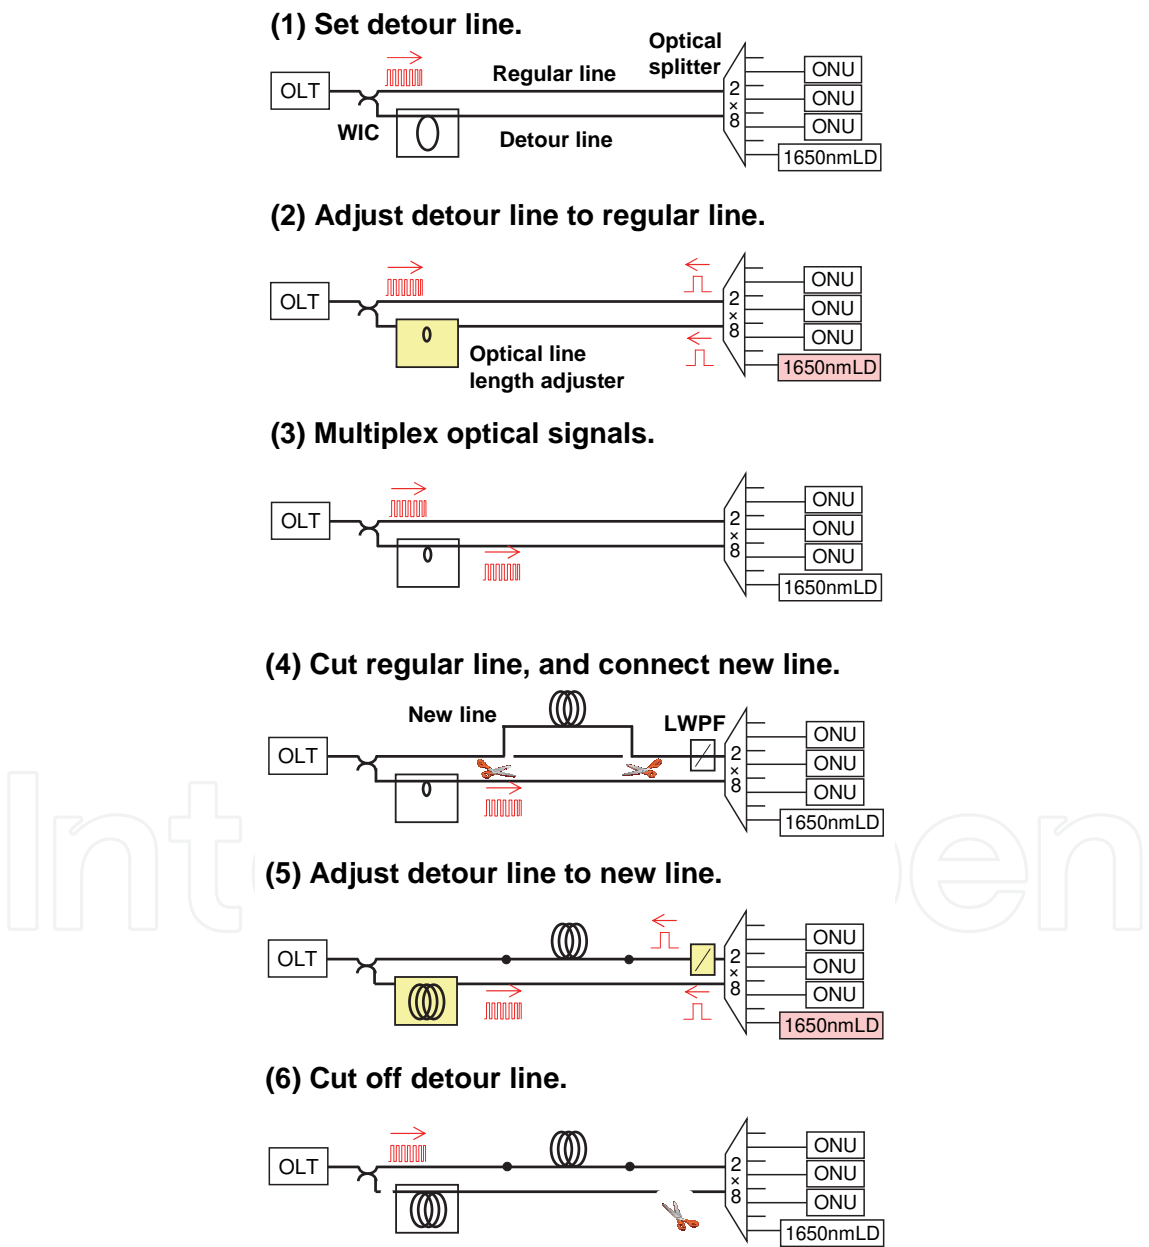 (1) Set detour line.
Optical
splitter
OLT
Regular line
WIC
Detour line
2
×
8
ONU
ONU
ONU
1650nmLD
(2) Adjust detour line to regular line.
OLT
Optical line
length adjuster
2
×
8
ONU
ONU
ONU
1650nmLD
(3) Multiplex optical signals.
OLT
2
×
8
ONU
ONU
ONU
1650nmLD
(4) Cut regular line, and connect new line.
New line
LWPF
OLT
2
×
8
ONU
ONU
ONU
1650nmLD
Int
en
(5) Adjust detour line to new line.
OLT
2
×
8
ONU
ONU
ONU
1650nmLD
(6) Cut off detour line.
OLT
2
×
8
ONU
ONU
ONU
1650nmLD